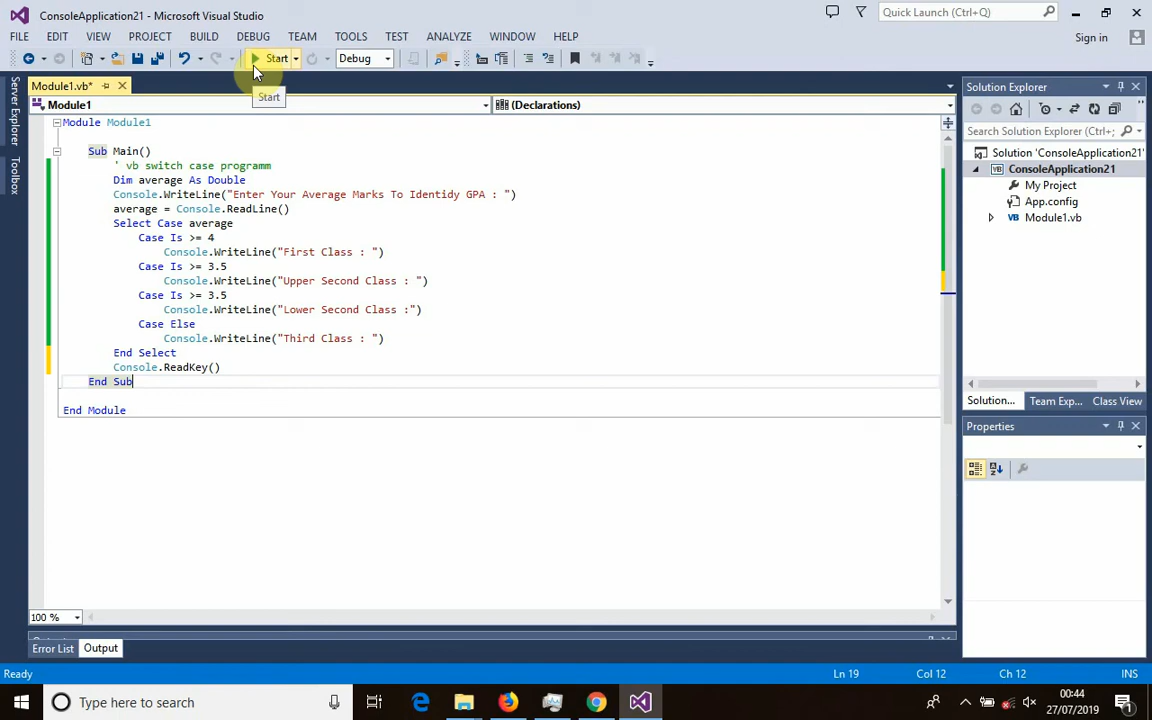 ConsoleApplication21 - Microsoft Visual Studio
Quick Launch (Ctrl+Q)
FILE EDIT VIEW PROJECT BUILD DEBUG TEAM TOOLS TEST ANALYZE WINDOW HELP
Sign in
Start Debug
Start
Module1.vb*
Module1 (Declarations)
Server Explorer
Toolbox
Module Module1
Sub Main()
' vb switch case programm
Dim average As Double
Console.WriteLine("Enter Your Average Marks To Identidy GPA : ")
average = Console.ReadLine()
Select Case average
Case Is >= 4
Console.WriteLine("First Class : ")
Case Is >= 3.5
Console.WriteLine("Upper Second Class : ")
Case Is >= 3.5
Console.WriteLine("Lower Second Class :")
Case Else
Console.WriteLine("Third Class : ")
End Select
Console.ReadKey()
End Sub
End Module
100 %
Error List Output
Solution Explorer
Search Solution Explorer (Ctrl+;)
Solution 'ConsoleApplication21'
ConsoleApplication21
My Project
App.config
Module1.vb
Solution... Team Exp... Class View
Properties
Ready Ln 19 Col 12 Ch 12 INS
Type here to search
00:44
27/07/2019
1